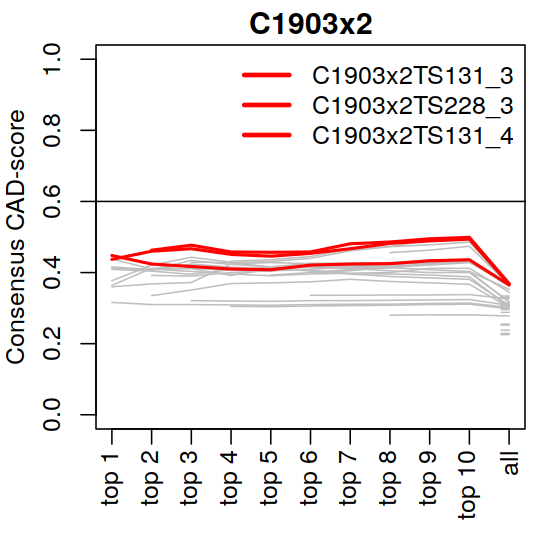 C1903x2
C1903x2TS131_3
C1903x2TS228_3
C1903x2TS131_4
Consensus CAD-score
1.0
0.8
0.6
0.4
0.2
0.0
top 1
top 2
top 3
top 4
top 5
top 6
top 7
top 8
top 9
top 10
all